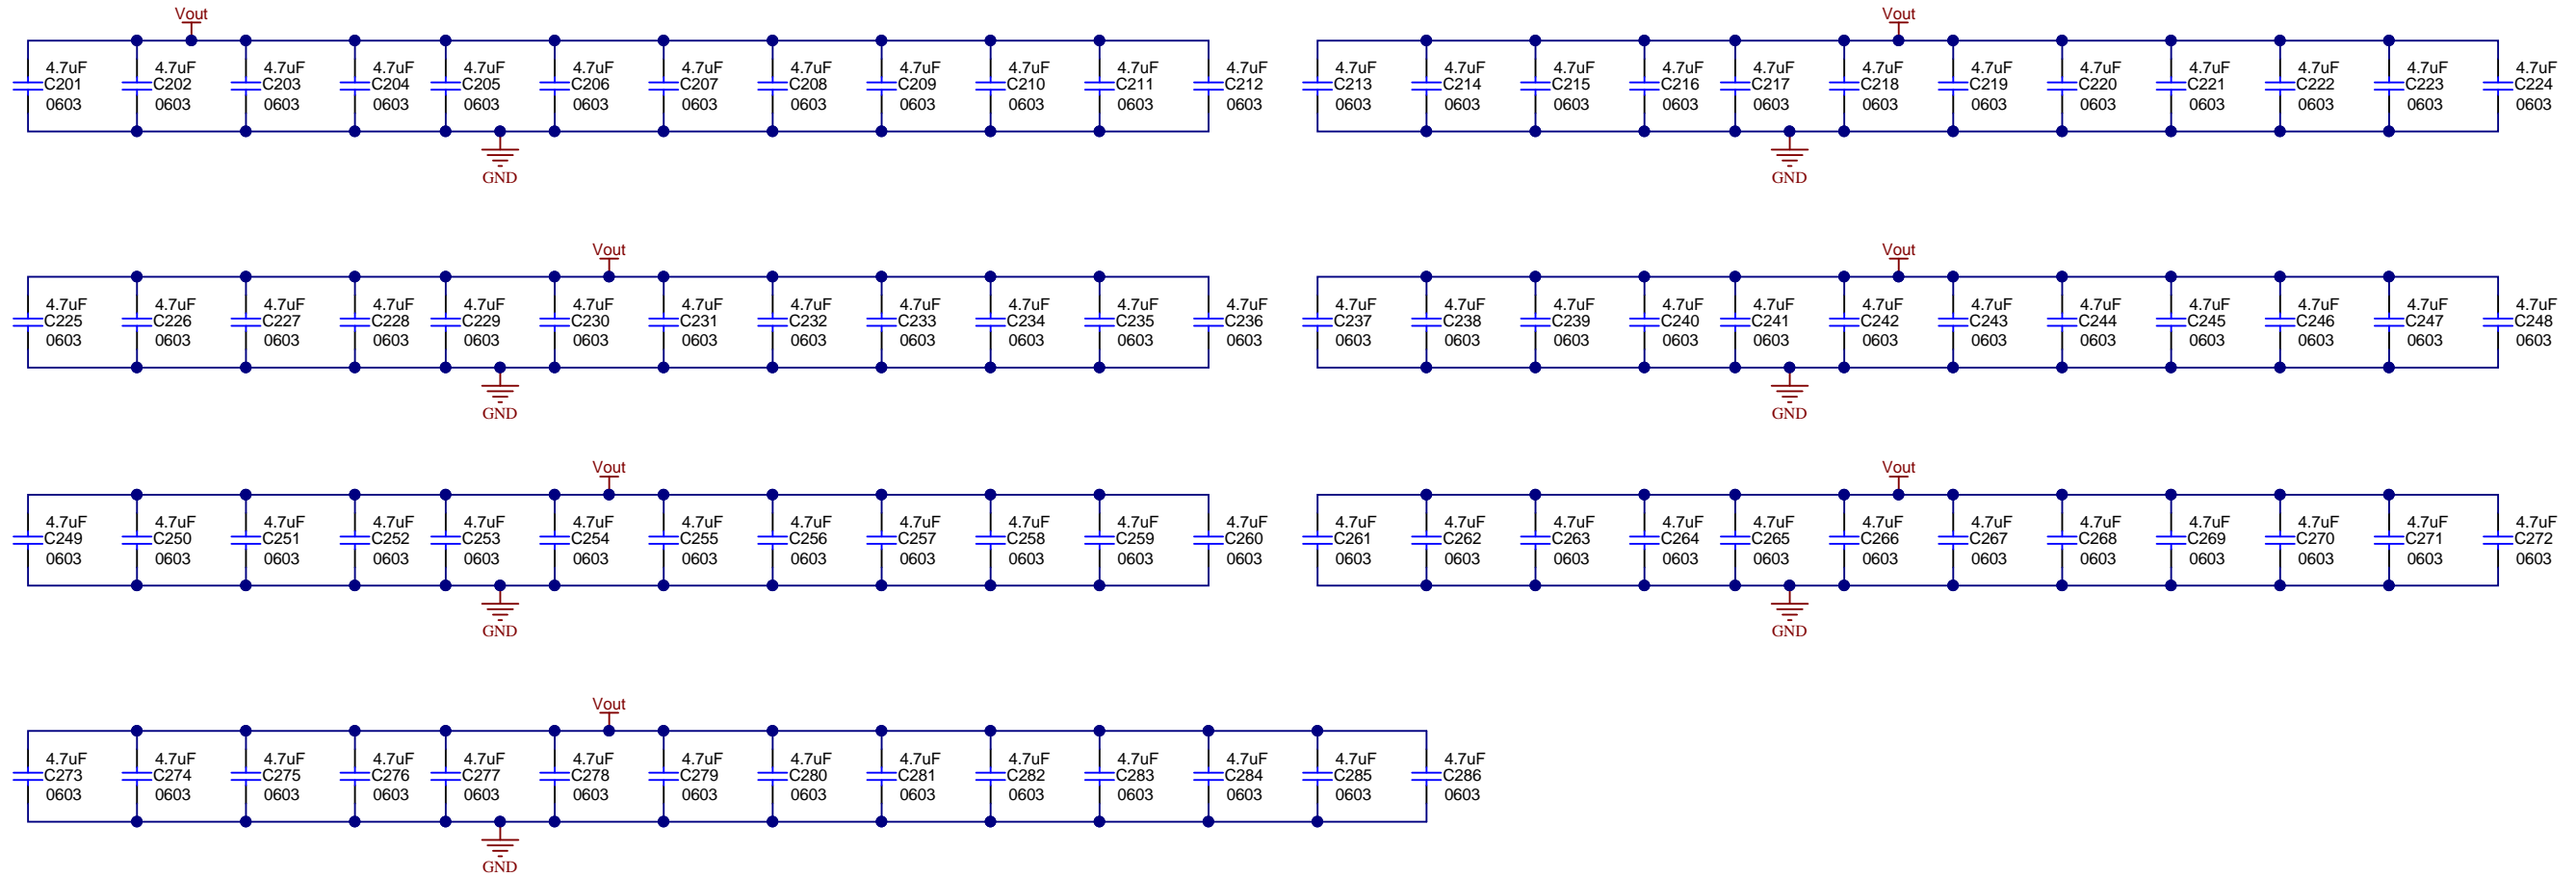 Vout Vout
4.7uF 4.7uF 4.7uF 4.7uF 4.7uF 4.7uF 4.7uF 4.7uF 4.7uF 4.7uF 4.7uF 4.7uF 4.7uF 4.7uF 4.7uF 4.7uF 4.7uF 4.7uF 4.7uF 4.7uF 4.7uF 4.7uF 4.7uF 4.7uF
C201 C202 C203 C204 C205 C206 C207 C208 C209 C210 C211 C212 C213 C214 C215 C216 C217 C218 C219 C220 C221 C222 C223 C224
0603 0603 0603 0603 0603 0603 0603 0603 0603 0603 0603 0603 0603 0603 0603 0603 0603 0603 0603 0603 0603 0603 0603 0603
GND GND
Vout Vout
4.7uF 4.7uF 4.7uF 4.7uF 4.7uF 4.7uF 4.7uF 4.7uF 4.7uF 4.7uF 4.7uF 4.7uF 4.7uF 4.7uF 4.7uF 4.7uF 4.7uF 4.7uF 4.7uF 4.7uF 4.7uF 4.7uF 4.7uF 4.7uF
C225 C226 C227 C228 C229 C230 C231 C232 C233 C234 C235 C236 C237 C238 C239 C240 C241 C242 C243 C244 C245 C246 C247 C248
0603 0603 0603 0603 0603 0603 0603 0603 0603 0603 0603 0603 0603 0603 0603 0603 0603 0603 0603 0603 0603 0603 0603 0603
GND GND
Vout Vout
4.7uF 4.7uF 4.7uF 4.7uF 4.7uF 4.7uF 4.7uF 4.7uF 4.7uF 4.7uF 4.7uF 4.7uF 4.7uF 4.7uF 4.7uF 4.7uF 4.7uF 4.7uF 4.7uF 4.7uF 4.7uF 4.7uF 4.7uF 4.7uF
C249 C250 C251 C252 C253 C254 C255 C256 C257 C258 C259 C260 C261 C262 C263 C264 C265 C266 C267 C268 C269 C270 C271 C272
0603 0603 0603 0603 0603 0603 0603 0603 0603 0603 0603 0603 0603 0603 0603 0603 0603 0603 0603 0603 0603 0603 0603 0603
GND GND
Vout
4.7uF 4.7uF 4.7uF 4.7uF 4.7uF 4.7uF 4.7uF 4.7uF 4.7uF 4.7uF 4.7uF 4.7uF 4.7uF 4.7uF
C273 C274 C275 C276 C277 C278 C279 C280 C281 C282 C283 C284 C285 C286
0603 0603 0603 0603 0603 0603 0603 0603 0603 0603 0603 0603 0603 0603
GND